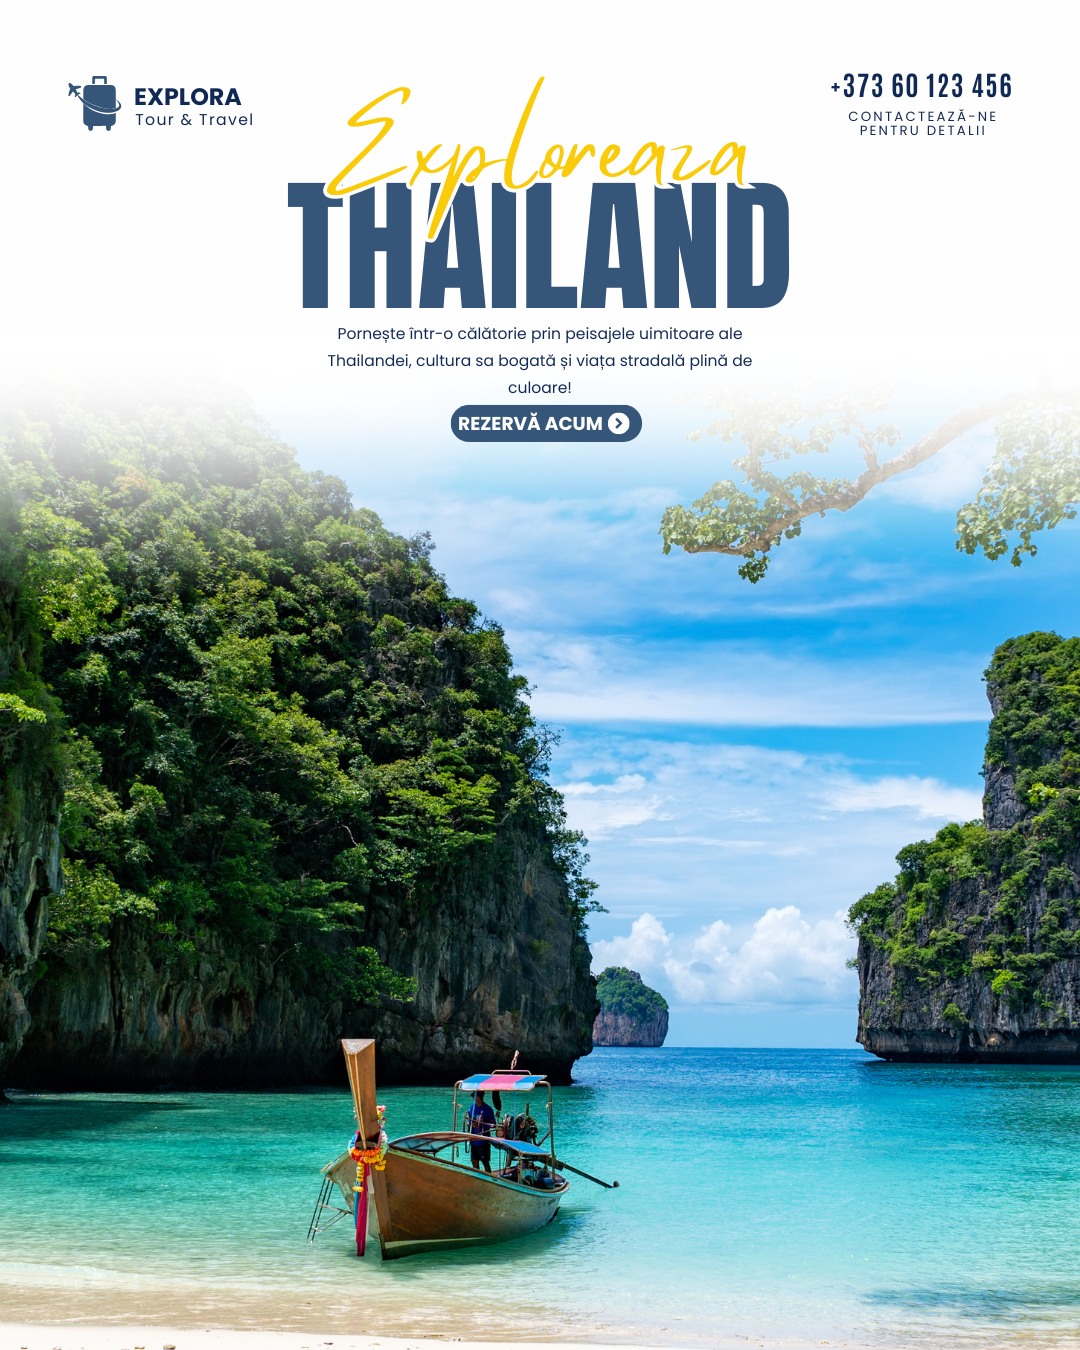 EXPLORA
Tour & Travel
+373 60 123 456
CONTACTEAZĂ-NE
PENTRU DETALII
Exploreaza
THAILAND
Pornește într-o călătorie prin peisajele uimitoare ale
Thailandei, cultura sa bogată și viața stradală plină de
culoare!
REZERVĂ ACUM